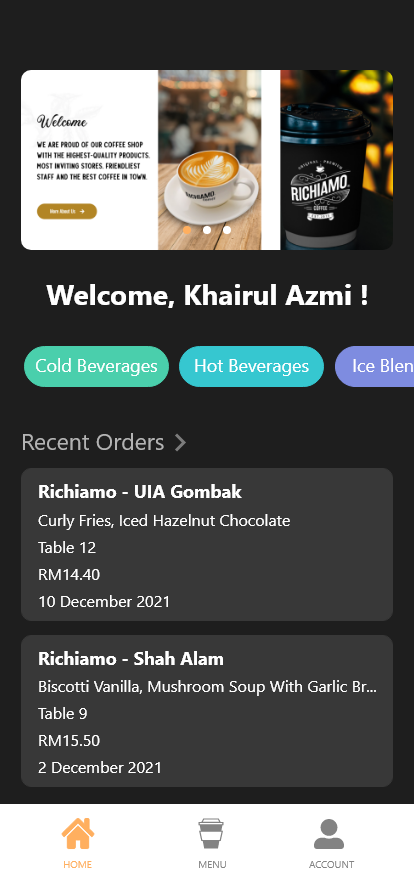 Welcome
WE ARE PROUD OF OUR COFFEE SHOP
WITH THE HIGHEST-QUALITY PRODUCTS,
MOST INVITING STORES, FRIENDLIEST
STAFF AND THE BEST COFFEE IN TOWN.
More About Us
RICHIAMO
ORIGINAL PREMIUM
RICHIAMO
COFFEE
Welcome, Khairul Azmi !
Cold Beverages
Hot Beverages
Ice Blen
Recent Orders
Richiamo - UIA Gombak
Curly Fries, Iced Hazelnut Chocolate
Table 12
RM14.40
10 December 2021
Richiamo - Shah Alam
Biscotti Vanilla, Mushroom Soup With Garlic Br...
Table 9
RM15.50
2 December 2021
HOME
MENU
ACCOUNT